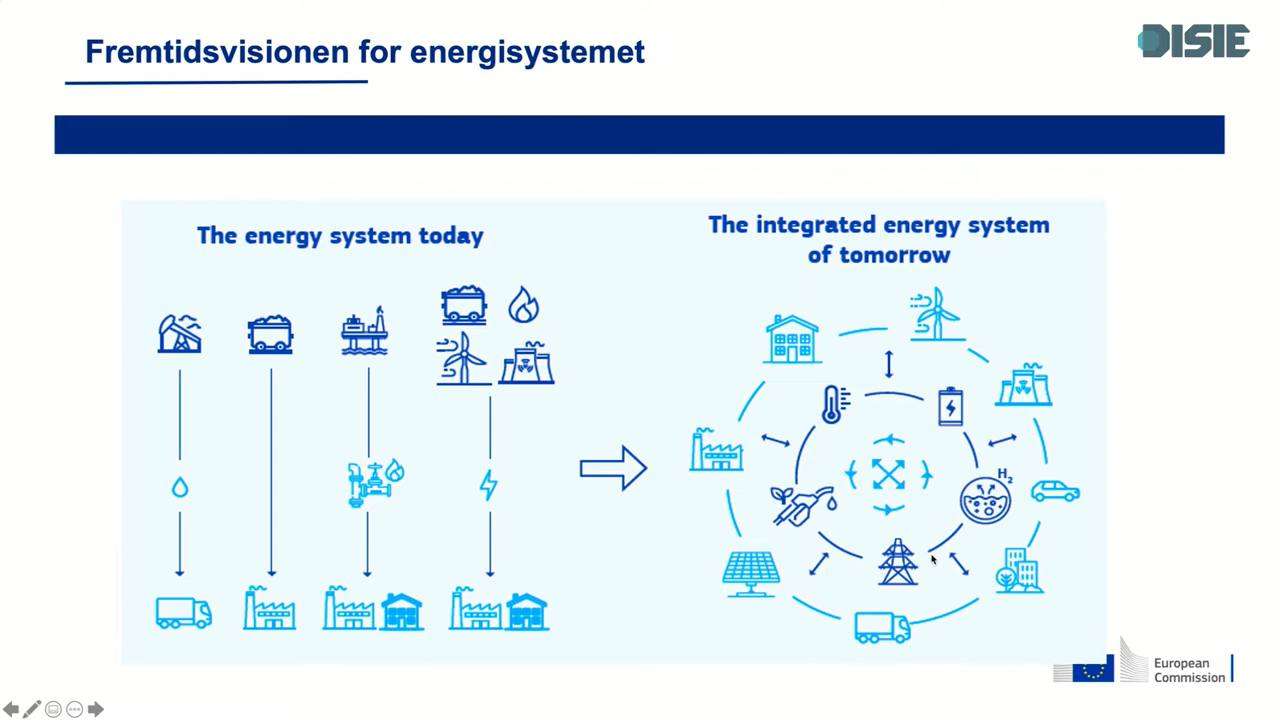 Fremtidsvisionen for energisystemet
DISIE
The energy system today
The integrated energy system
of tomorrow
H2
European
Commission